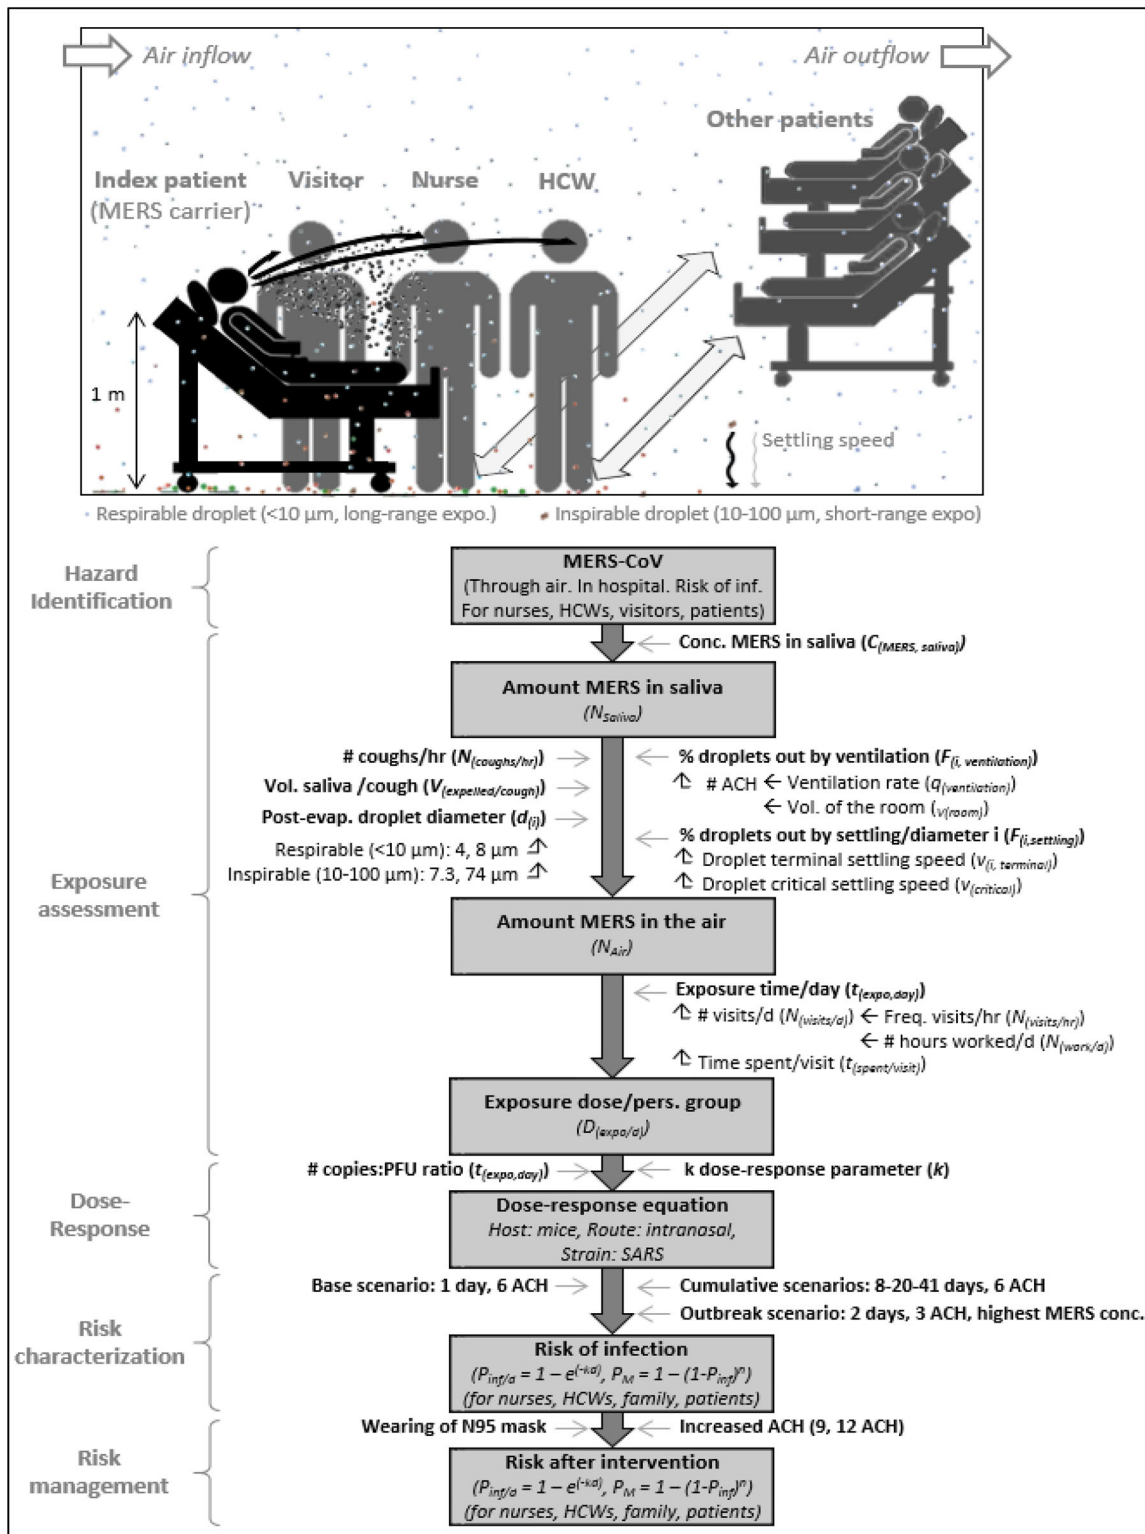 Air inflow
Air outflow
Other patients
Index patient
(MERS carrier)
Visitor
Nurse
HCW
1 m
Settling speed
Respirable droplet (<10 µm, long-range expo.)
Inspirable droplet (10-100 µm, short-range expo)
Hazard
Identification
MERS-CoV
(Through air. In hospital. Risk of inf.
For nurses, HCWs, visitors, patients)
Conc. MERS in saliva (C(MERS, saliva))
Exposure
assessment
Amount MERS in saliva
(NSaliva)
# coughs/hr (N(coughs/hr))
Vol. saliva /cough (V(expelled/cough))
Post-evap. droplet diameter (d(i))
Respirable (<10 µm): 4, 8 µm
Inspirable (10-100 µm): 7.3, 74 µm
% droplets out by ventilation (F(i, ventilation))
# ACH ← Ventilation rate (q(ventilation))
← Vol. of the room (v(room))
% droplets out by settling/diameter i (F(i,settling))
Droplet terminal settling speed (v(i, terminal))
Droplet critical settling speed (v(critical))
Amount MERS in the air
(NAir)
Exposure time/day (t(expo,day))
# visits/d (N(visits/d)) ← Freq. visits/hr (N(visits/hr))
← # hours worked/d (N(work/d))
Time spent/visit (t(spent/visit))
Exposure dose/pers. group
(D(expo/d))
Dose-
Response
# copies:PFU ratio (t(expo,day))
k dose-response parameter (k)
Dose-response equation
Host: mice, Route: intranasal,
Strain: SARS
Risk
characterization
Base scenario: 1 day, 6 ACH
Cumulative scenarios: 8-20-41 days, 6 ACH
Outbreak scenario: 2 days, 3 ACH, highest MERS conc.
Risk of infection
(Pinf/d = 1 – e(-kd), PM = 1 – (1-Pinf)n)
(for nurses, HCWs, family, patients)
Risk
management
Wearing of N95 mask
Increased ACH (9, 12 ACH)
Risk after intervention
(Pinf/d = 1 – e(-kd), PM = 1 – (1-Pinf)n)
(for nurses, HCWs, family, patients)